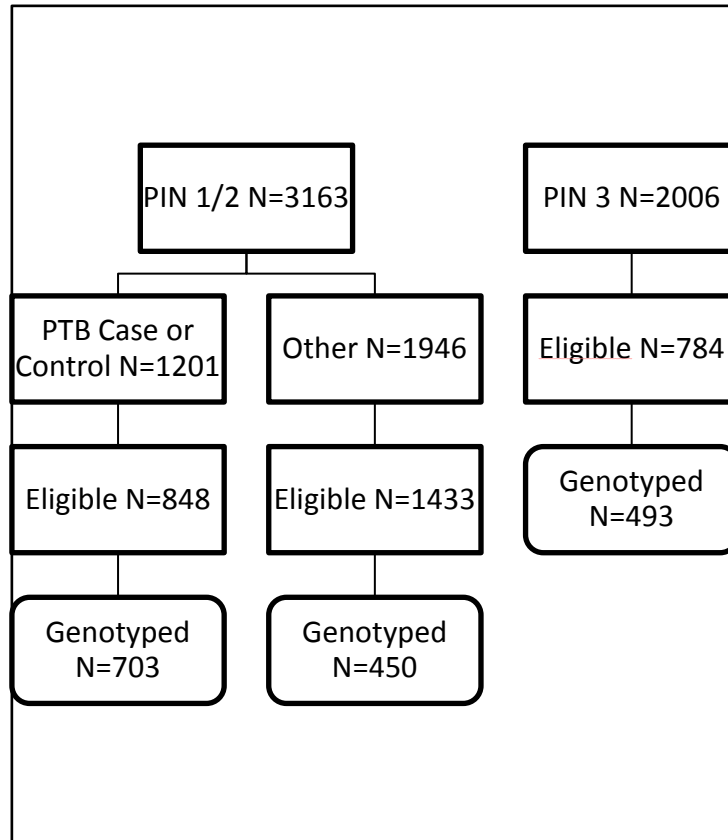 PIN 1/2 N=3163
PIN 3 N=2006
PTB Case or
Control N=1201
Other N=1946
Eligible N=784
Eligible N=848
Eligible N=1433
Genotyped
N=493
Genotyped
N=703
Genotyped
N=450